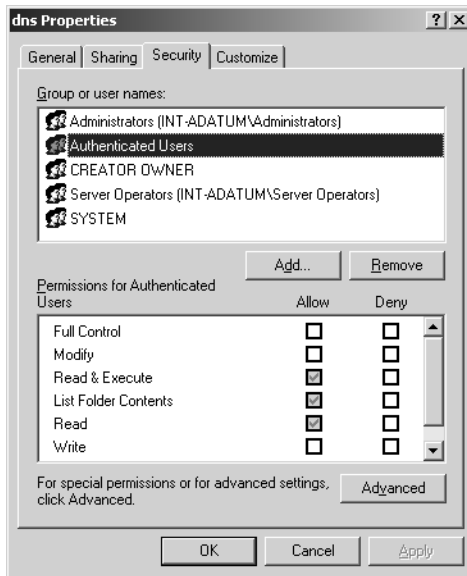 dns Properties
General Sharing Security Customize
Group or user names:
Administrators (INT-ADATUM\Administrators)
Authenticated Users
CREATOR OWNER
Server Operators (INT-ADATUM\Server Operators)
SYSTEM
Add... Remove
Permissions for Authenticated
Users Allow Deny
Full Control
Modify
Read & Execute
List Folder Contents
Read
Write
For special permissions or for advanced settings,
click Advanced.
Advanced
OK Cancel Apply